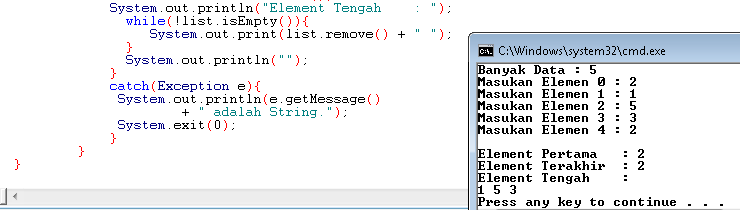 System.out.println("Element Tengah    : ");
while(!list.isEmpty()){
System.out.print(list.remove() + " ");
}
System.out.println("");
}
catch(Exception e){
System.out.println(e.getMessage()
+ " adalah String.");
System.exit(0);
}
}
}
C:\Windows\system32\cmd.exe
Banyak Data : 5
Masukan Elemen 0 : 2
Masukan Elemen 1 : 1
Masukan Elemen 2 : 5
Masukan Elemen 3 : 3
Masukan Elemen 4 : 2
Element Pertama   : 2
Element Terakhir  : 2
Element Tengah    :
1 5 3
Press any key to continue . . .